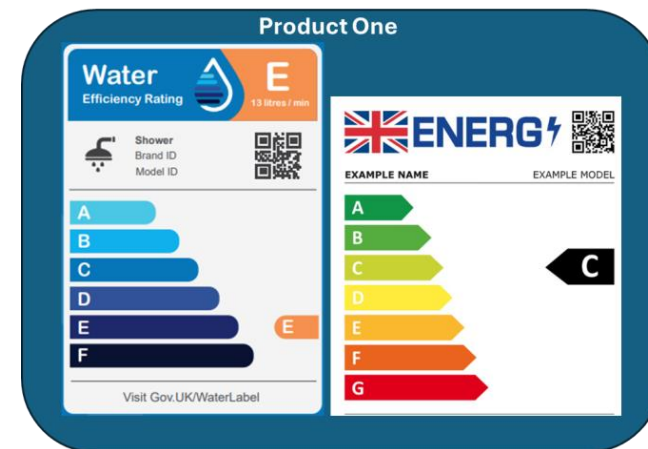 Product One
Water
Efficiency Rating
E
13 litres / min
Shower
Brand ID
Model ID
A
B
C
D
E
E
F
Visit Gov.UK/WaterLabel
ENERG
EXAMPLE NAME
EXAMPLE MODEL
A
B
C
C
D
E
F
G